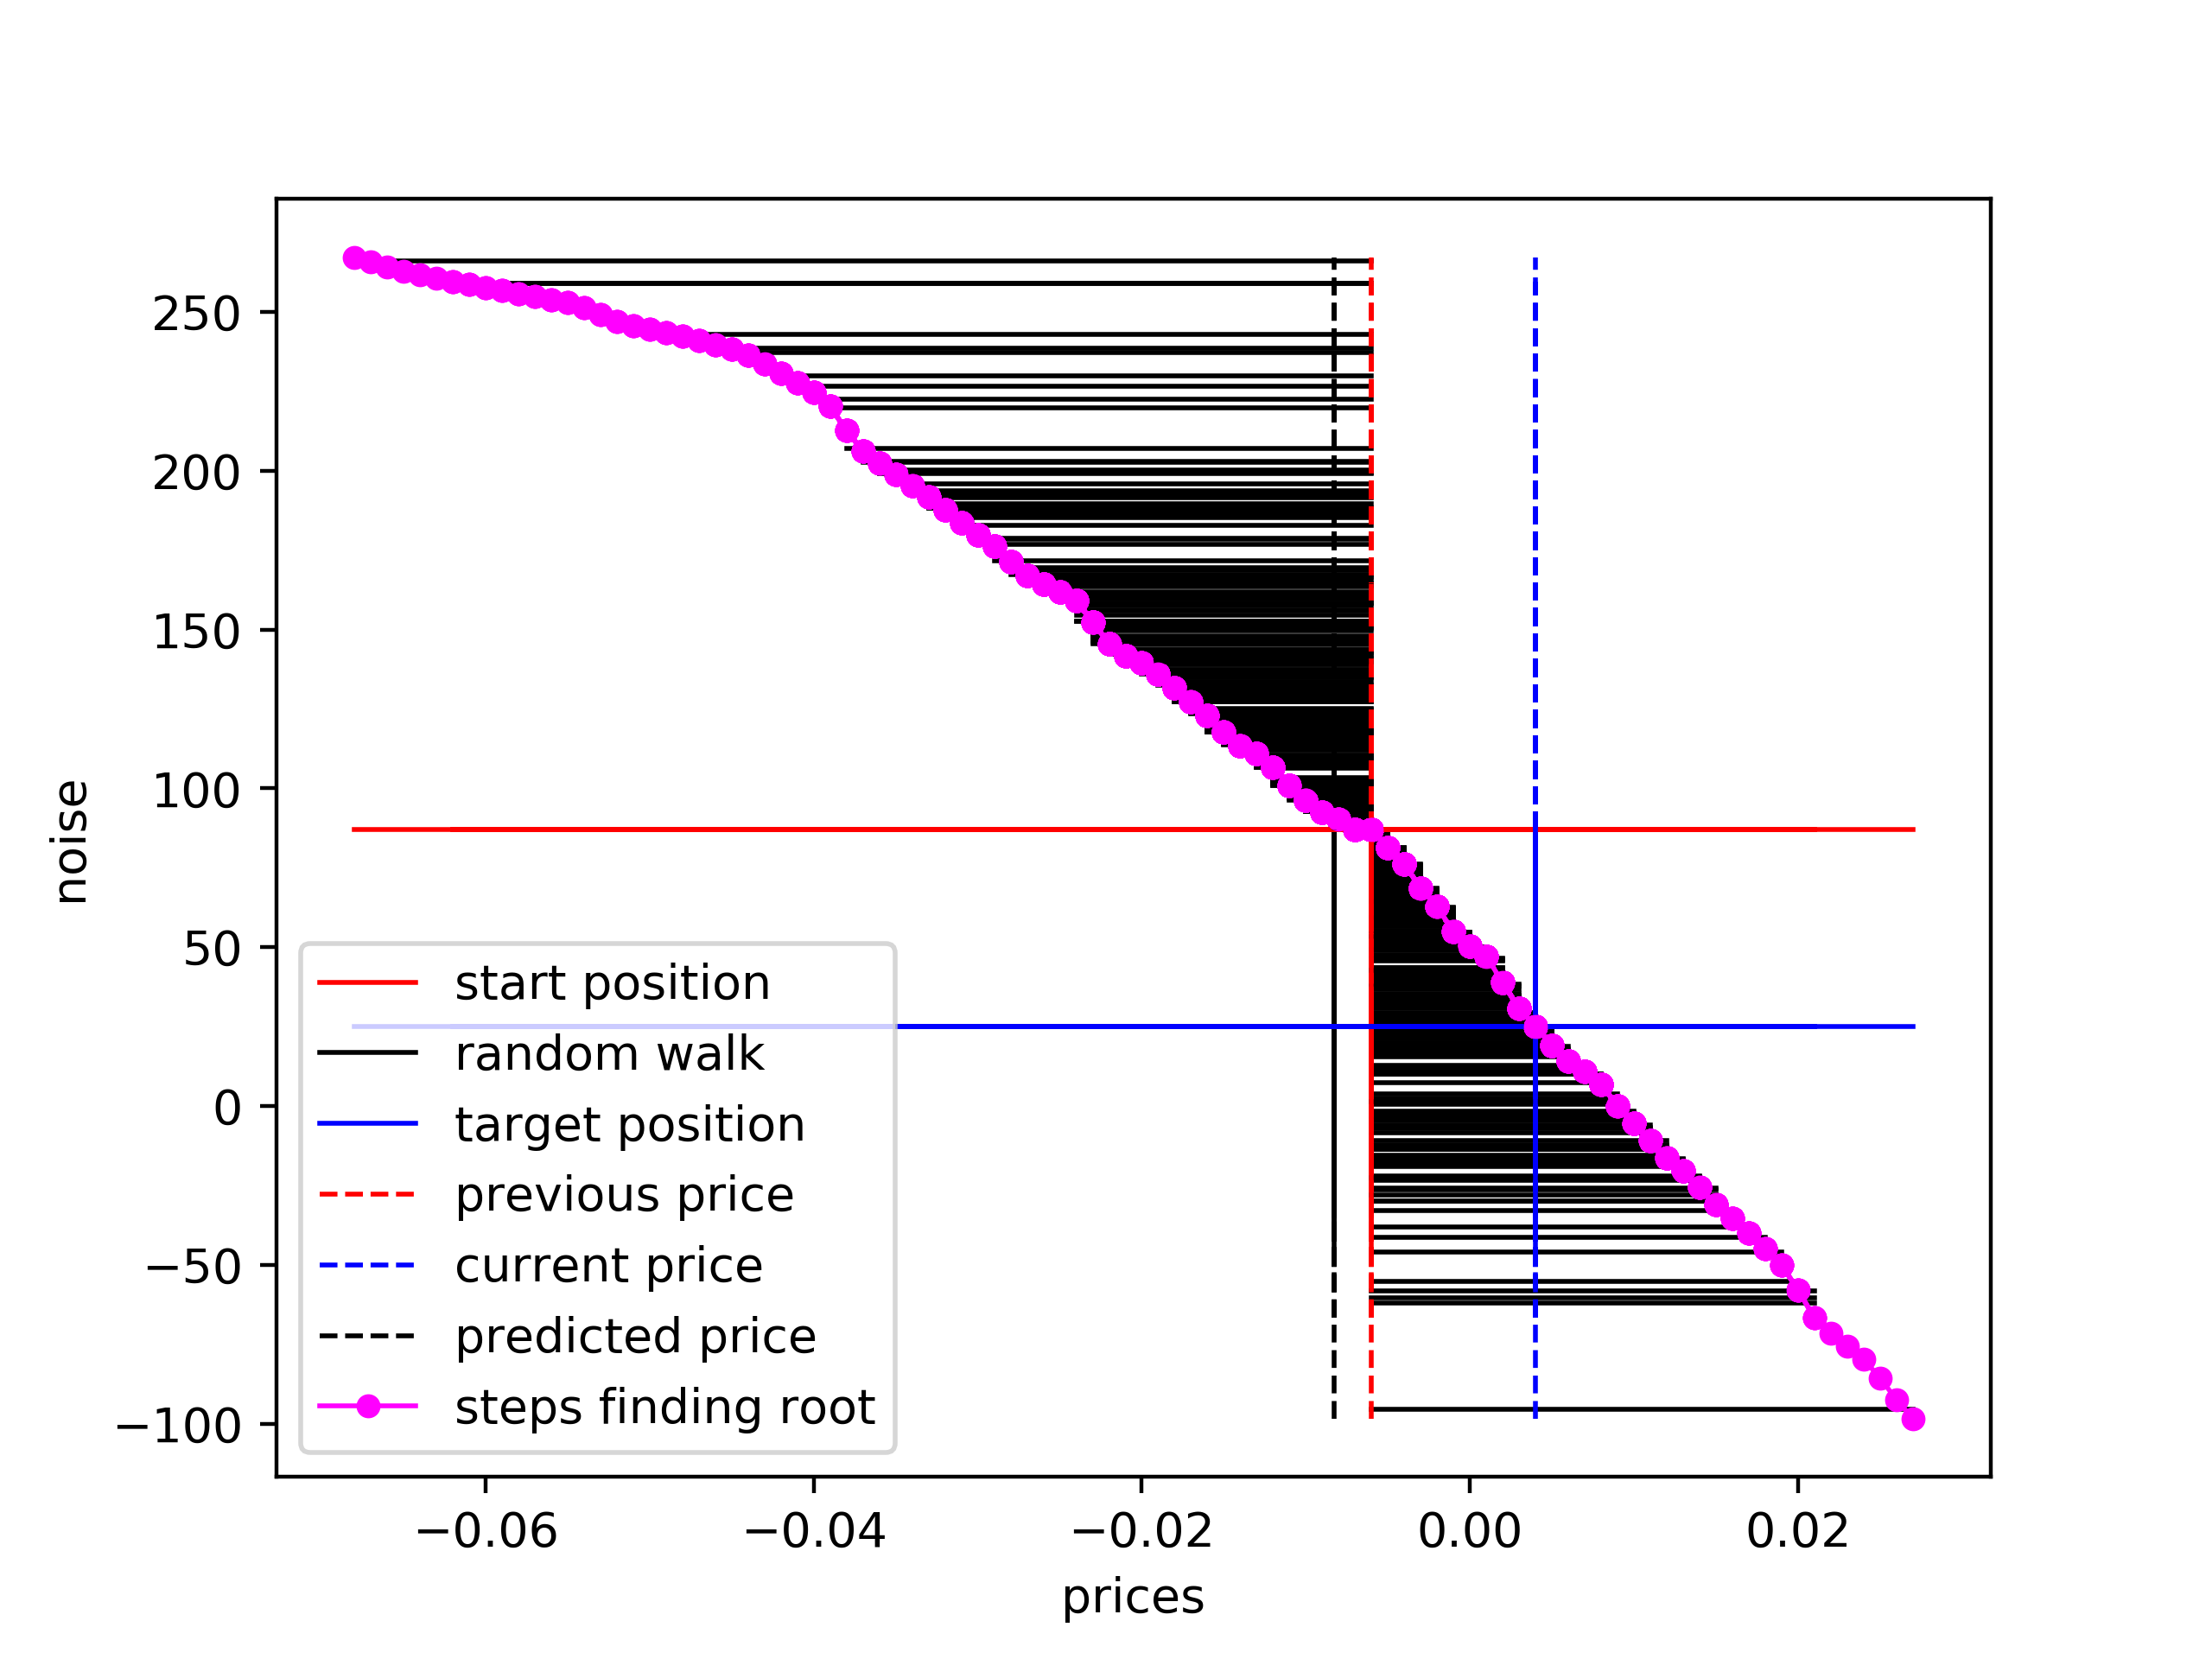 250
200
150
100
50
0
−50
−100
noise
start position
random walk
target position
previous price
current price
predicted price
steps finding root
−0.06 −0.04 −0.02 0.00 0.02
prices